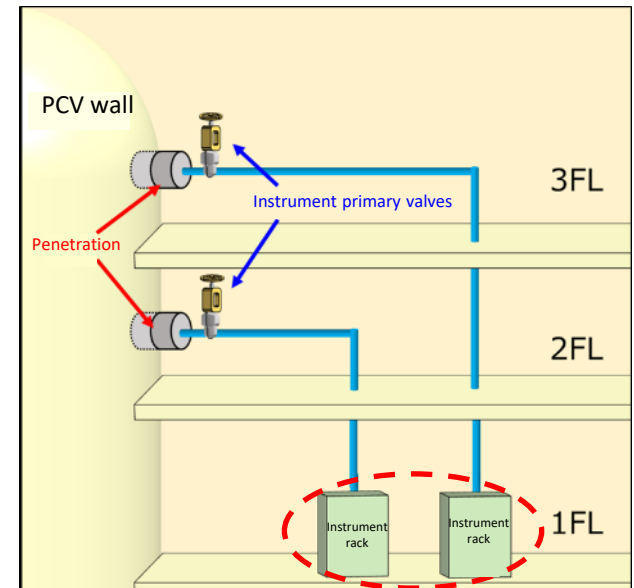 PCV wall
3FL
Instrument primary valves
Penetration
2FL
Instrument
rack
Instrument
rack
1FL